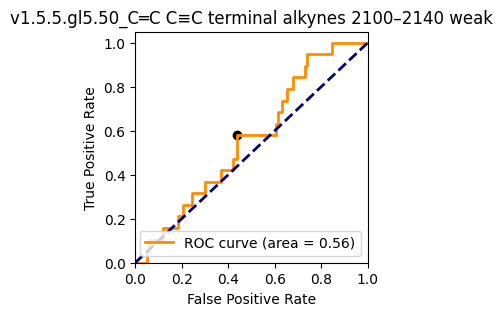 v1.5.5.gl5.50_C═C C≡C terminal alkynes 2100–2140 weak
True Positive Rate
1.0
0.8
0.6
0.4
0.2
0.0
ROC curve (area = 0.56)
0.0 0.2 0.4 0.6 0.8 1.0
False Positive Rate